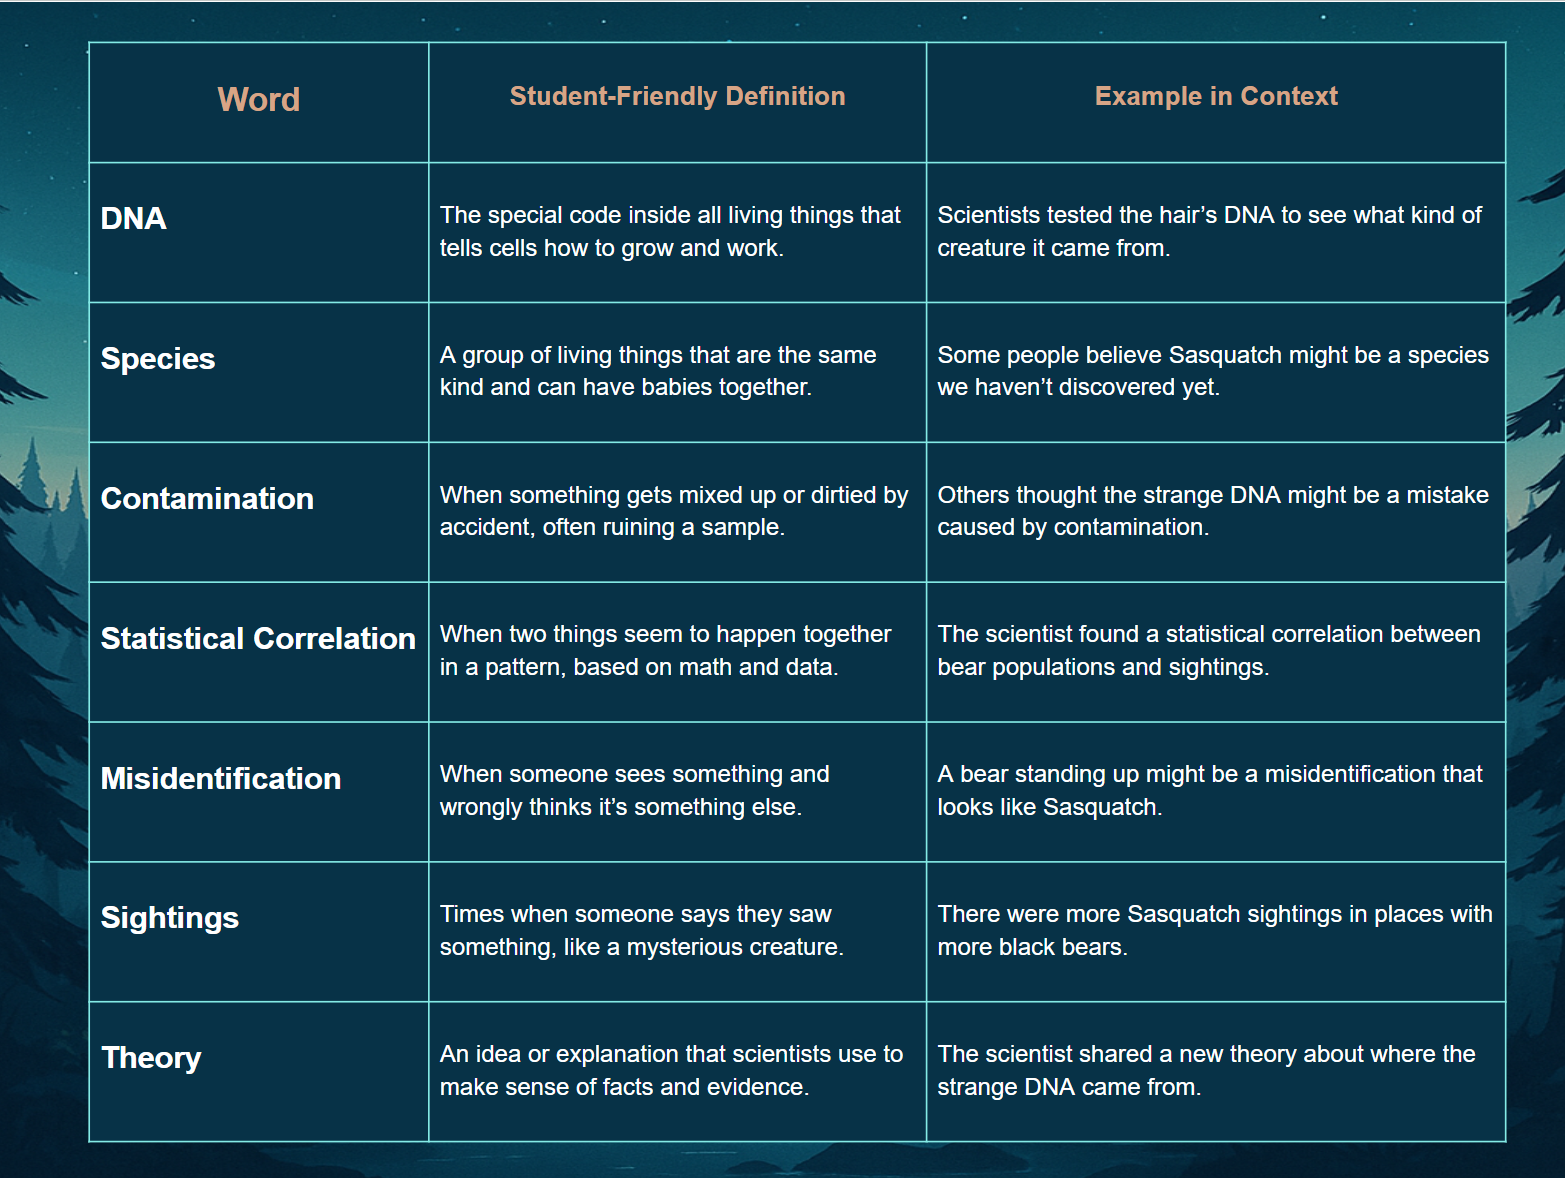 Word
Student-Friendly Definition
Example in Context
DNA
The special code inside all living things that
tells cells how to grow and work.
Scientists tested the hair’s DNA to see what kind of
creature it came from.
Species
A group of living things that are the same
kind and can have babies together.
Some people believe Sasquatch might be a species
we haven’t discovered yet.
Contamination
When something gets mixed up or dirtied by
accident, often ruining a sample.
Others thought the strange DNA might be a mistake
caused by contamination.
Statistical Correlation
When two things seem to happen together
in a pattern, based on math and data.
The scientist found a statistical correlation between
bear populations and sightings.
Misidentification
When someone sees something and
wrongly thinks it’s something else.
A bear standing up might be a misidentification that
looks like Sasquatch.
Sightings
Times when someone says they saw
something, like a mysterious creature.
There were more Sasquatch sightings in places with
more black bears.
Theory
An idea or explanation that scientists use to
make sense of facts and evidence.
The scientist shared a new theory about where the
strange DNA came from.